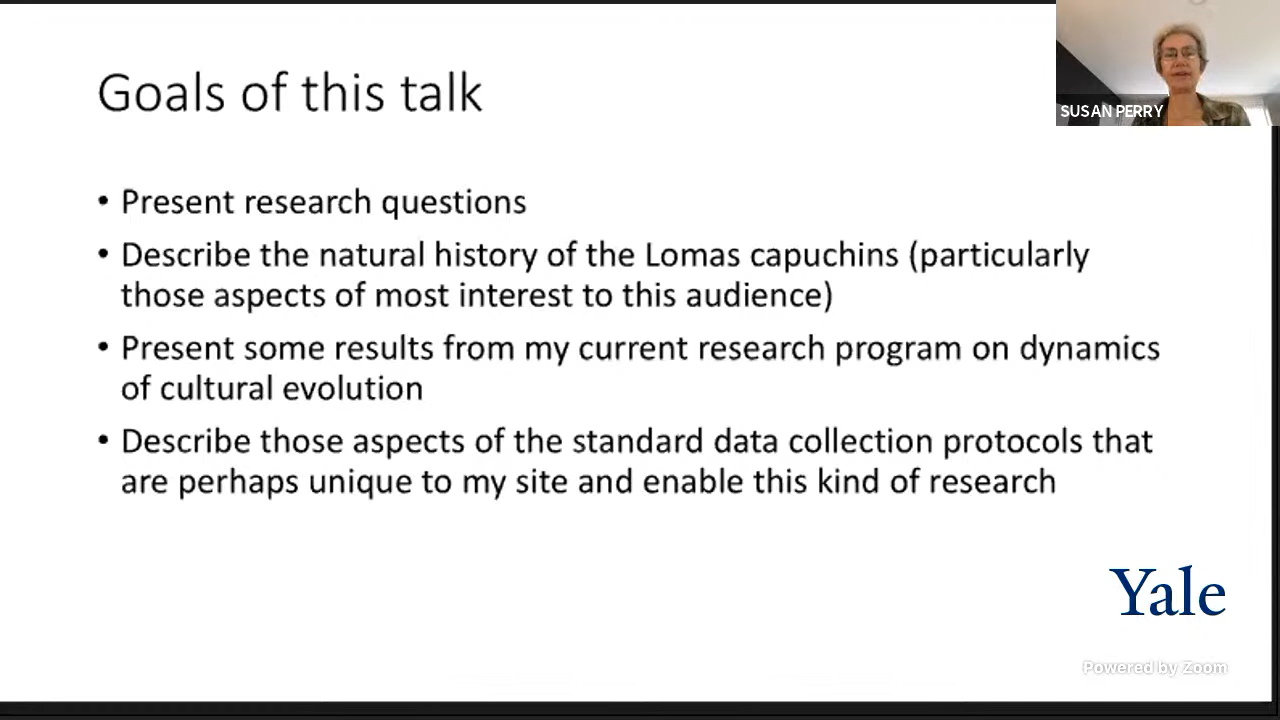 Goals of this talk
SUSAN PERRY
• Present research questions
• Describe the natural history of the Lomas capuchins (particularly
those aspects of most interest to this audience)
• Present some results from my current research program on dynamics
of cultural evolution
• Describe those aspects of the standard data collection protocols that
are perhaps unique to my site and enable this kind of research
Yale
Powered by Zoom